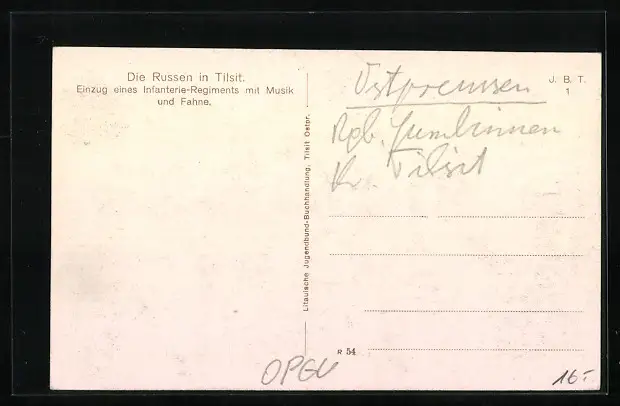 Die Russen in Tilsit.
Einzug eines Infanterie-Regiments mit Musik
und Fahne.
Litauische Jugendbund-Buchhandlung, Tilsit Ostpr.
J. B. T.
1
Ostpreussen
Rgb. Gumbinnen
Kr. Tilsit
R 54
OPGU
16.-